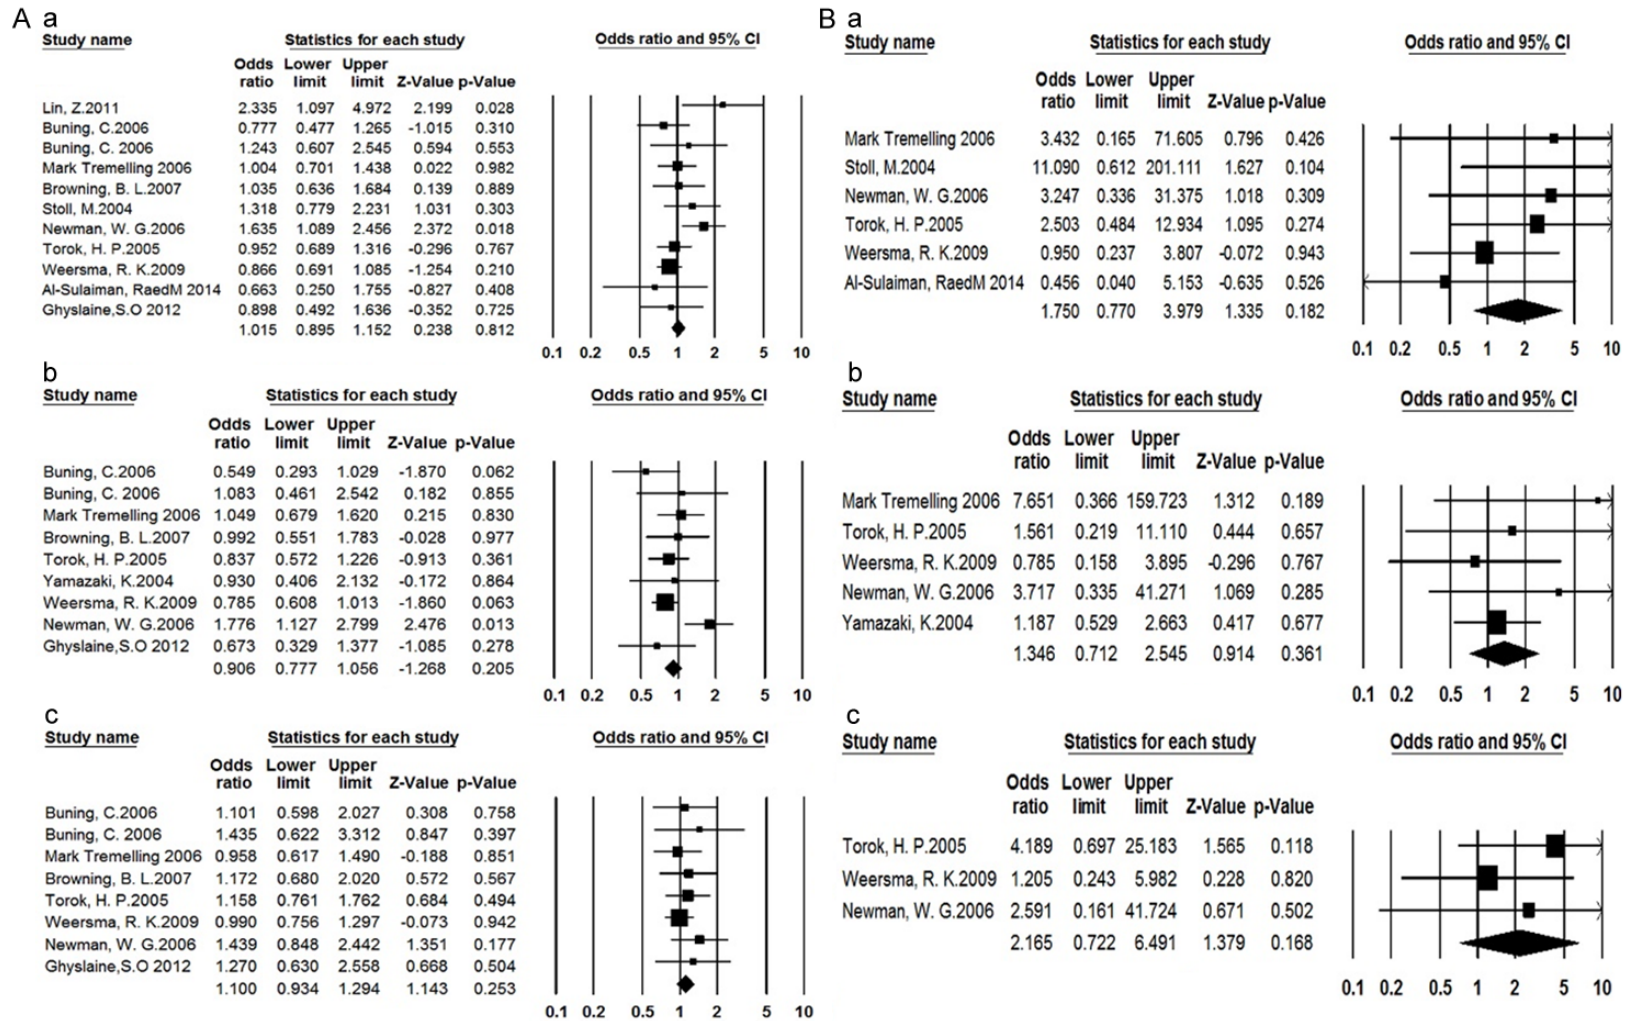 A a
Study name Statistics for each study Odds ratio and 95% CI
Odds Lower Upper
ratio limit limit Z-Value p-Value
Lin, Z.2011 2.335 1.097 4.972 2.199 0.028
Buning, C.2006 0.777 0.477 1.265 -1.015 0.310
Buning, C. 2006 1.243 0.607 2.545 0.594 0.553
Mark Tremelling 2006 1.004 0.701 1.438 0.022 0.982
Browning, B. L.2007 1.035 0.636 1.684 0.139 0.889
Stoll, M.2004 1.318 0.779 2.231 1.031 0.303
Newman, W. G.2006 1.635 1.089 2.456 2.372 0.018
Torok, H. P.2005 0.952 0.689 1.316 -0.296 0.767
Weersma, R. K.2009 0.866 0.691 1.085 -1.254 0.210
Al-Sulaiman, RaedM 2014 0.663 0.250 1.755 -0.827 0.408
Ghyslaine,S.O 2012 0.898 0.492 1.636 -0.352 0.725
1.015 0.895 1.152 0.238 0.812
0.1 0.2 0.5 1 2 5 10
b
Study name Statistics for each study Odds ratio and 95% CI
Odds Lower Upper
ratio limit limit Z-Value p-Value
Buning, C.2006 0.549 0.293 1.029 -1.870 0.062
Buning, C. 2006 1.083 0.461 2.542 0.182 0.855
Mark Tremelling 2006 1.049 0.679 1.620 0.215 0.830
Browning, B. L.2007 0.992 0.551 1.783 -0.028 0.977
Torok, H. P.2005 0.837 0.572 1.226 -0.913 0.361
Yamazaki, K.2004 0.930 0.406 2.132 -0.172 0.864
Weersma, R. K.2009 0.785 0.608 1.013 -1.860 0.063
Newman, W. G.2006 1.776 1.127 2.799 2.476 0.013
Ghyslaine,S.O 2012 0.673 0.329 1.377 -1.085 0.278
0.906 0.777 1.056 -1.268 0.205
0.1 0.2 0.5 1 2 5 10
c
Study name Statistics for each study Odds ratio and 95% CI
Odds Lower Upper
ratio limit limit Z-Value p-Value
Buning, C.2006 1.101 0.598 2.027 0.308 0.758
Buning, C. 2006 1.435 0.622 3.312 0.847 0.397
Mark Tremelling 2006 0.958 0.617 1.490 -0.188 0.851
Browning, B. L.2007 1.172 0.680 2.020 0.572 0.567
Torok, H. P.2005 1.158 0.761 1.762 0.684 0.494
Weersma, R. K.2009 0.990 0.756 1.297 -0.073 0.942
Newman, W. G.2006 1.439 0.848 2.442 1.351 0.177
Ghyslaine,S.O 2012 1.270 0.630 2.558 0.668 0.504
1.100 0.934 1.294 1.143 0.253
0.1 0.2 0.5 1 2 5 10
B a
Study name Statistics for each study Odds ratio and 95% CI
Odds Lower Upper
ratio limit limit Z-Value p-Value
Mark Tremelling 2006 3.432 0.165 71.605 0.796 0.426
Stoll, M.2004 11.090 0.612 201.111 1.627 0.104
Newman, W. G.2006 3.247 0.336 31.375 1.018 0.309
Torok, H. P.2005 2.503 0.484 12.934 1.095 0.274
Weersma, R. K.2009 0.950 0.237 3.807 -0.072 0.943
Al-Sulaiman, RaedM 2014 0.456 0.040 5.153 -0.635 0.526
1.750 0.770 3.979 1.335 0.182
0.1 0.2 0.5 1 2 5 10
b
Study name Statistics for each study Odds ratio and 95% CI
Odds Lower Upper
ratio limit limit Z-Value p-Value
Mark Tremelling 2006 7.651 0.366 159.723 1.312 0.189
Torok, H. P.2005 1.561 0.219 11.110 0.444 0.657
Weersma, R. K.2009 0.785 0.158 3.895 -0.296 0.767
Newman, W. G.2006 3.717 0.335 41.271 1.069 0.285
Yamazaki, K.2004 1.187 0.529 2.663 0.417 0.677
1.346 0.712 2.545 0.914 0.361
0.1 0.2 0.5 1 2 5 10
c
Study name Statistics for each study Odds ratio and 95% CI
Odds Lower Upper
ratio limit limit Z-Value p-Value
Torok, H. P.2005 4.189 0.697 25.183 1.565 0.118
Weersma, R. K.2009 1.205 0.243 5.982 0.228 0.820
Newman, W. G.2006 2.591 0.161 41.724 0.671 0.502
2.165 0.722 6.491 1.379 0.168
0.1 0.2 0.5 1 2 5 10